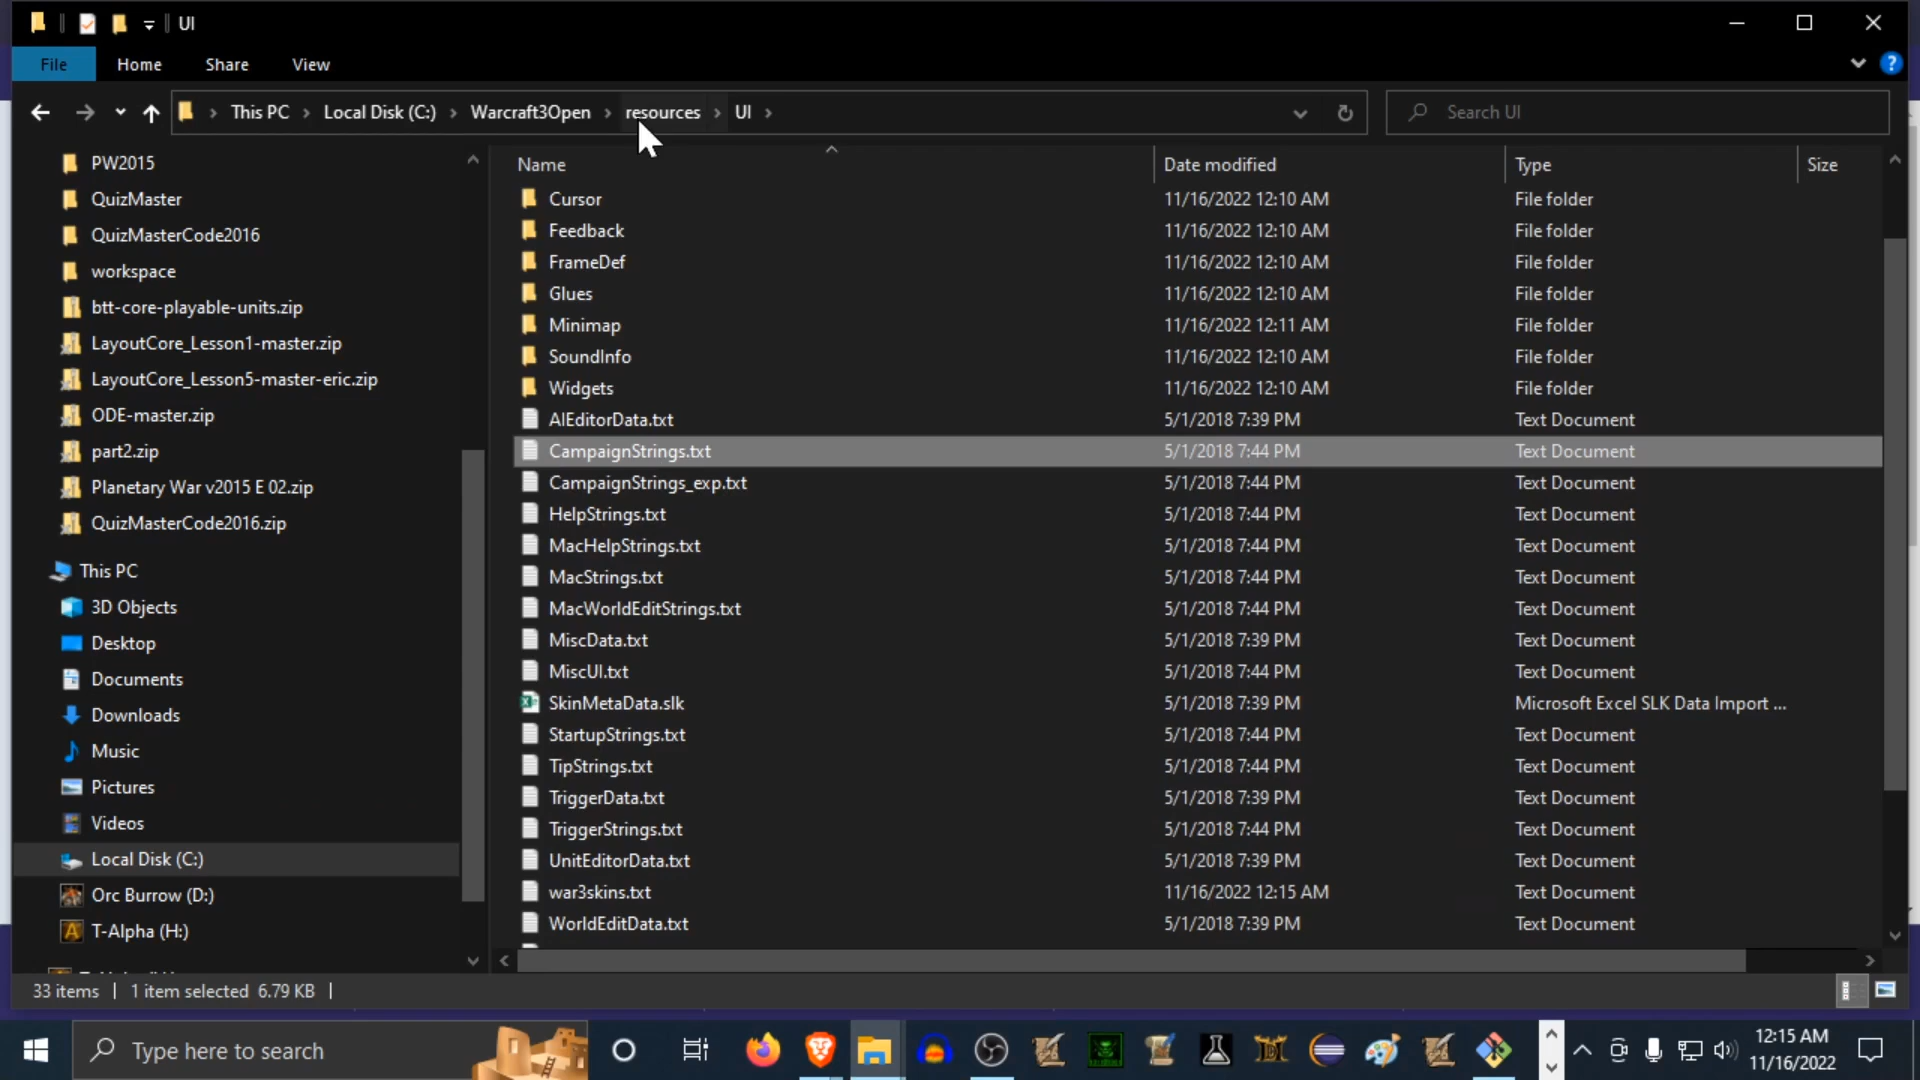 UI
File Home Share View
This PC Local Disk (C:) Warcraft3Open resources UI
Search UI
Name Date modified Type Size
PW2015
QuizMaster
QuizMasterCode2016
workspace
btt-core-playable-units.zip
LayoutCore_Lesson1-master.zip
LayoutCore_Lesson5-master-eric.zip
ODE-master.zip
part2.zip
Planetary War v2015 E 02.zip
QuizMasterCode2016.zip
This PC
3D Objects
Desktop
Documents
Downloads
Music
Pictures
Videos
Local Disk (C:)
Orc Burrow (D:)
T-Alpha (H:)
Cursor 11/16/2022 12:10 AM File folder
Feedback 11/16/2022 12:10 AM File folder
FrameDef 11/16/2022 12:10 AM File folder
Glues 11/16/2022 12:10 AM File folder
Minimap 11/16/2022 12:11 AM File folder
SoundInfo 11/16/2022 12:10 AM File folder
Widgets 11/16/2022 12:10 AM File folder
AIEditorData.txt 5/1/2018 7:39 PM Text Document
CampaignStrings.txt 5/1/2018 7:44 PM Text Document
CampaignStrings_exp.txt 5/1/2018 7:44 PM Text Document
HelpStrings.txt 5/1/2018 7:44 PM Text Document
MacHelpStrings.txt 5/1/2018 7:44 PM Text Document
MacStrings.txt 5/1/2018 7:44 PM Text Document
MacWorldEditStrings.txt 5/1/2018 7:44 PM Text Document
MiscData.txt 5/1/2018 7:39 PM Text Document
MiscUI.txt 5/1/2018 7:44 PM Text Document
SkinMetaData.slk 5/1/2018 7:39 PM Microsoft Excel SLK Data Import ...
StartupStrings.txt 5/1/2018 7:44 PM Text Document
TipStrings.txt 5/1/2018 7:44 PM Text Document
TriggerData.txt 5/1/2018 7:39 PM Text Document
TriggerStrings.txt 5/1/2018 7:44 PM Text Document
UnitEditorData.txt 5/1/2018 7:39 PM Text Document
war3skins.txt 11/16/2022 12:15 AM Text Document
WorldEditData.txt 5/1/2018 7:39 PM Text Document
33 items 1 item selected 6.79 KB
Type here to search
12:15 AM
11/16/2022